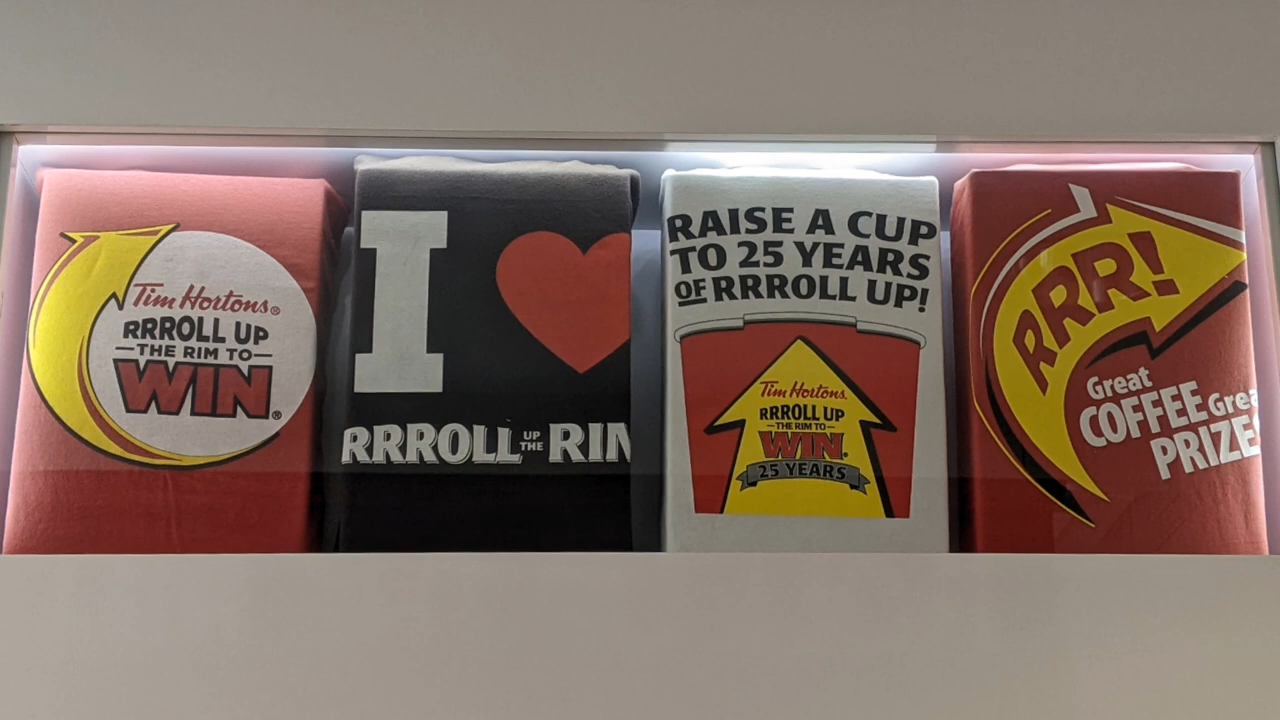 Tim Hortons®
RRROLL UP
THE RIM TO
WIN®
I
RRROLL UP THE RIM
RAISE A CUP
TO 25 YEARS
OF RRROLL UP!
Tim Hortons.
RRROLL UP
THE RIM TO
WIN®
25 YEARS
RRR!
Great
COFFEE Grea
PRIZES